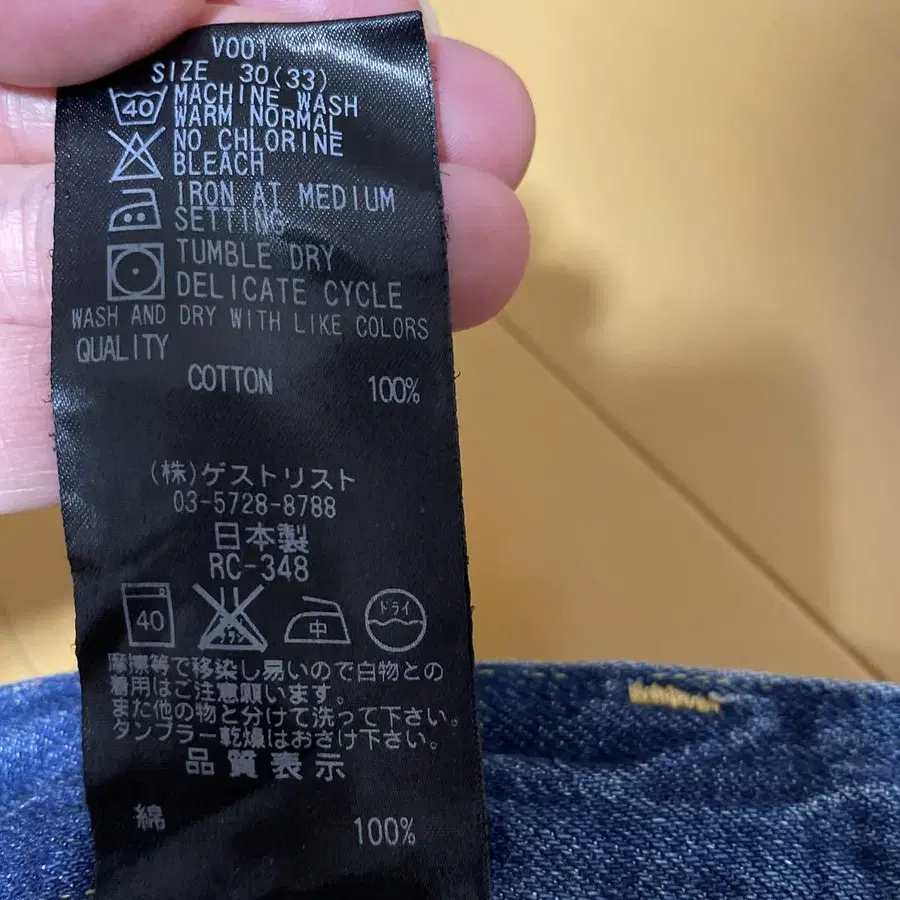 V001
SIZE 30(33)
40 MACHINE WASH
WARM NORMAL
NO CHLORINE
BLEACH
IRON AT MEDIUM
SETTING
TUMBLE DRY
DELICATE CYCLE
WASH AND DRY WITH LIKE COLORS
QUALITY
COTTON 100%
(株)ゲストリスト
03-5728-8788
日本製
RC-348
40 中 ドライ
摩擦等で移染し易いので白物との
着用はご注意願います。
また他の物と分けて洗って下さい。
タンブラー乾燥はおさけ下さい。
品質表示
綿 100%